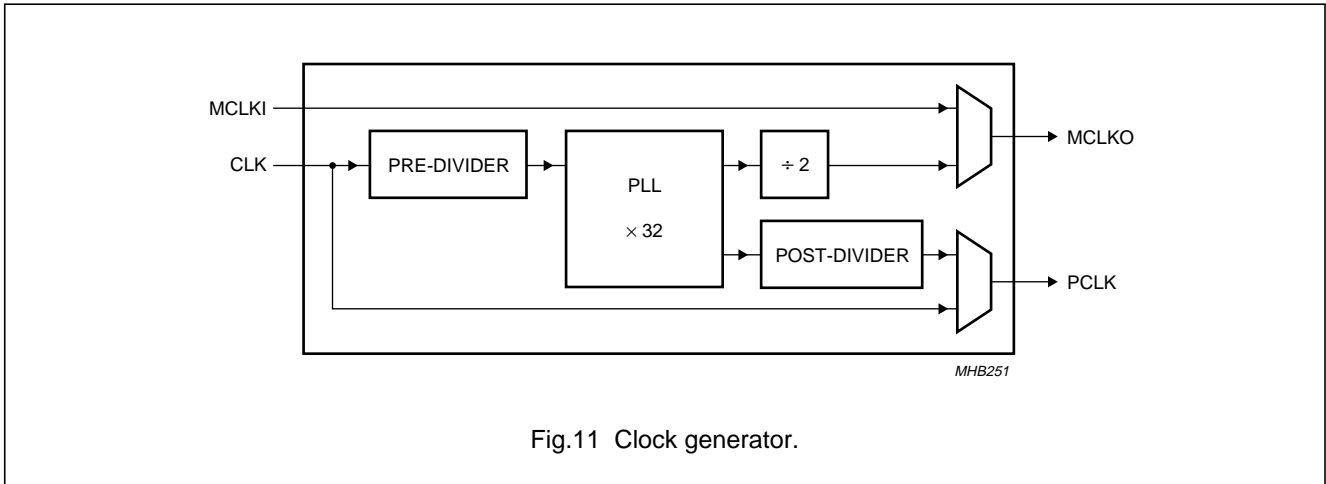 MCLKI
CLK
PRE-DIVIDER
PLL
× 32
÷ 2
POST-DIVIDER
MCLKO
PCLK
MHB251
Fig.11 Clock generator.